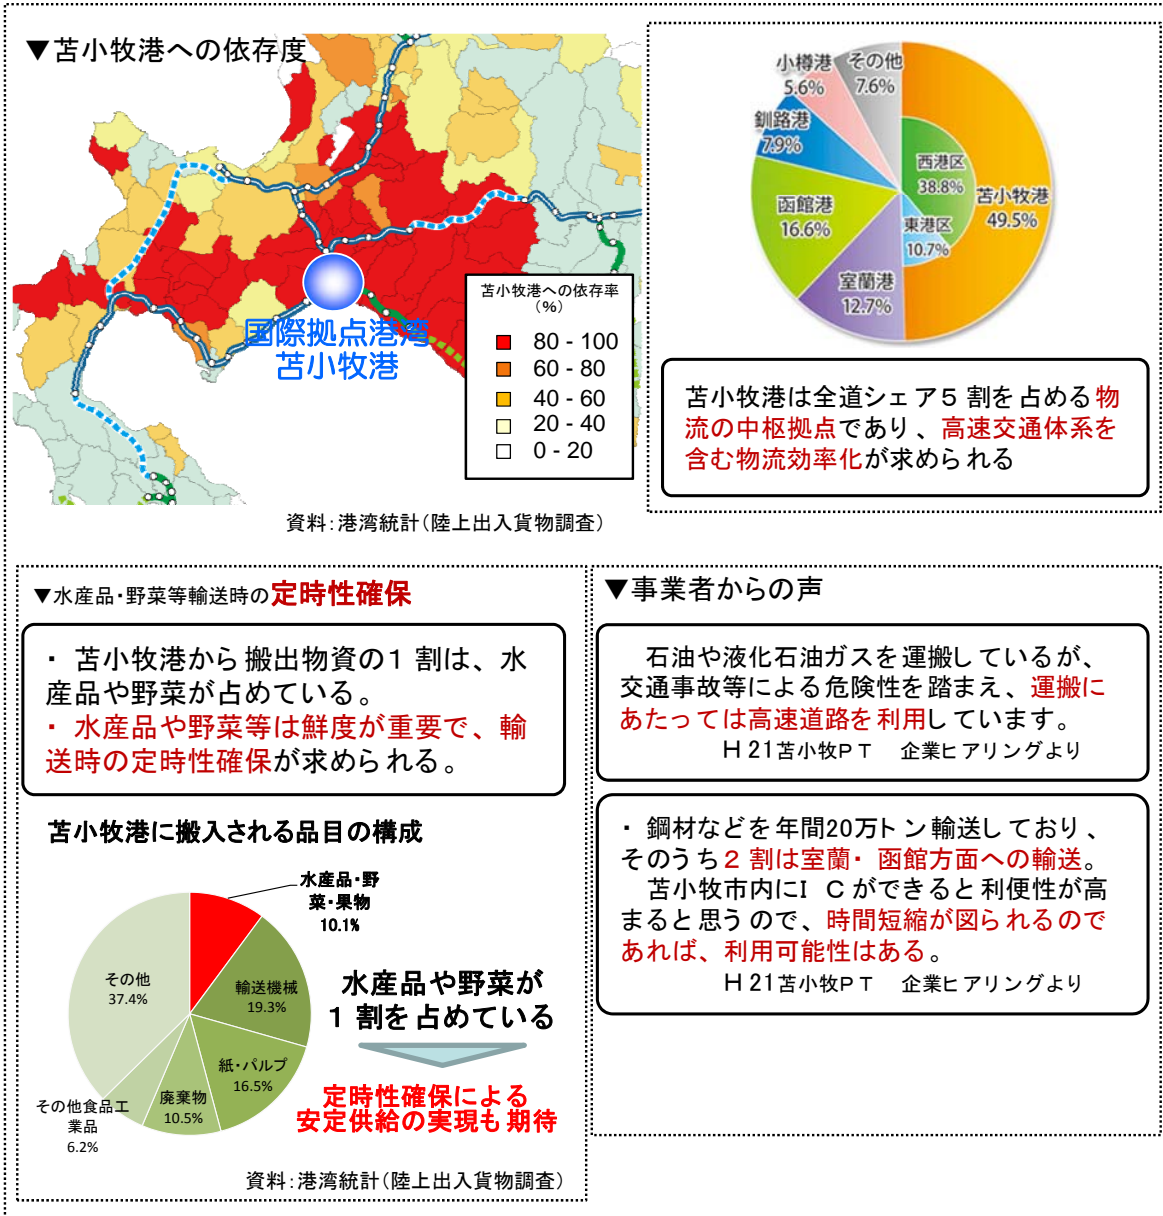 ▼苫小牧港への依存度
国際拠点港湾
苫小牧港
苫小牧港への依存率
(%)
80 - 100
60 - 80
40 - 60
20 - 40
0 - 20
資料:港湾統計(陸上出入貨物調査)
小樽港
5.6%
その他
7.6%
釧路港
7.9%
函館港
16.6%
室蘭港
12.7%
西港区
38.8%
東港区
10.7%
苫小牧港
49.5%
苫小牧港は全道シェア5割を占める物
流の中枢拠点であり、高速交通体系を
含む物流効率化が求められる
▼水産品・野菜等輸送時の定時性確保
・ 苫小牧港から搬出物資の1割は、水
産品や野菜が占めている。
・ 水産品や野菜等は鮮度が重要で、輸
送時の定時性確保が求められる。
苫小牧港に搬入される品目の構成
水産品・野
菜・果物
10.1%
輸送機械
19.3%
紙・パルプ
16.5%
廃棄物
10.5%
その他食品工
業品
6.2%
その他
37.4%
水産品や野菜が
1割を占めている
定時性確保による
安定供給の実現も期待
資料:港湾統計(陸上出入貨物調査)
▼事業者からの声
石油や液化石油ガスを運搬しているが、
交通事故等による危険性を踏まえ、運搬に
あたっては高速道路を利用しています。
H21苫小牧PT 企業ヒアリングより
・ 鋼材などを年間20万トン輸送しており、
そのうち2割は室蘭・函館方面への輸送。
苫小牧市内にICができると利便性が高
まると思うので、時間短縮が図られるので
あれば、利用可能性はある。
H21苫小牧PT 企業ヒアリングより